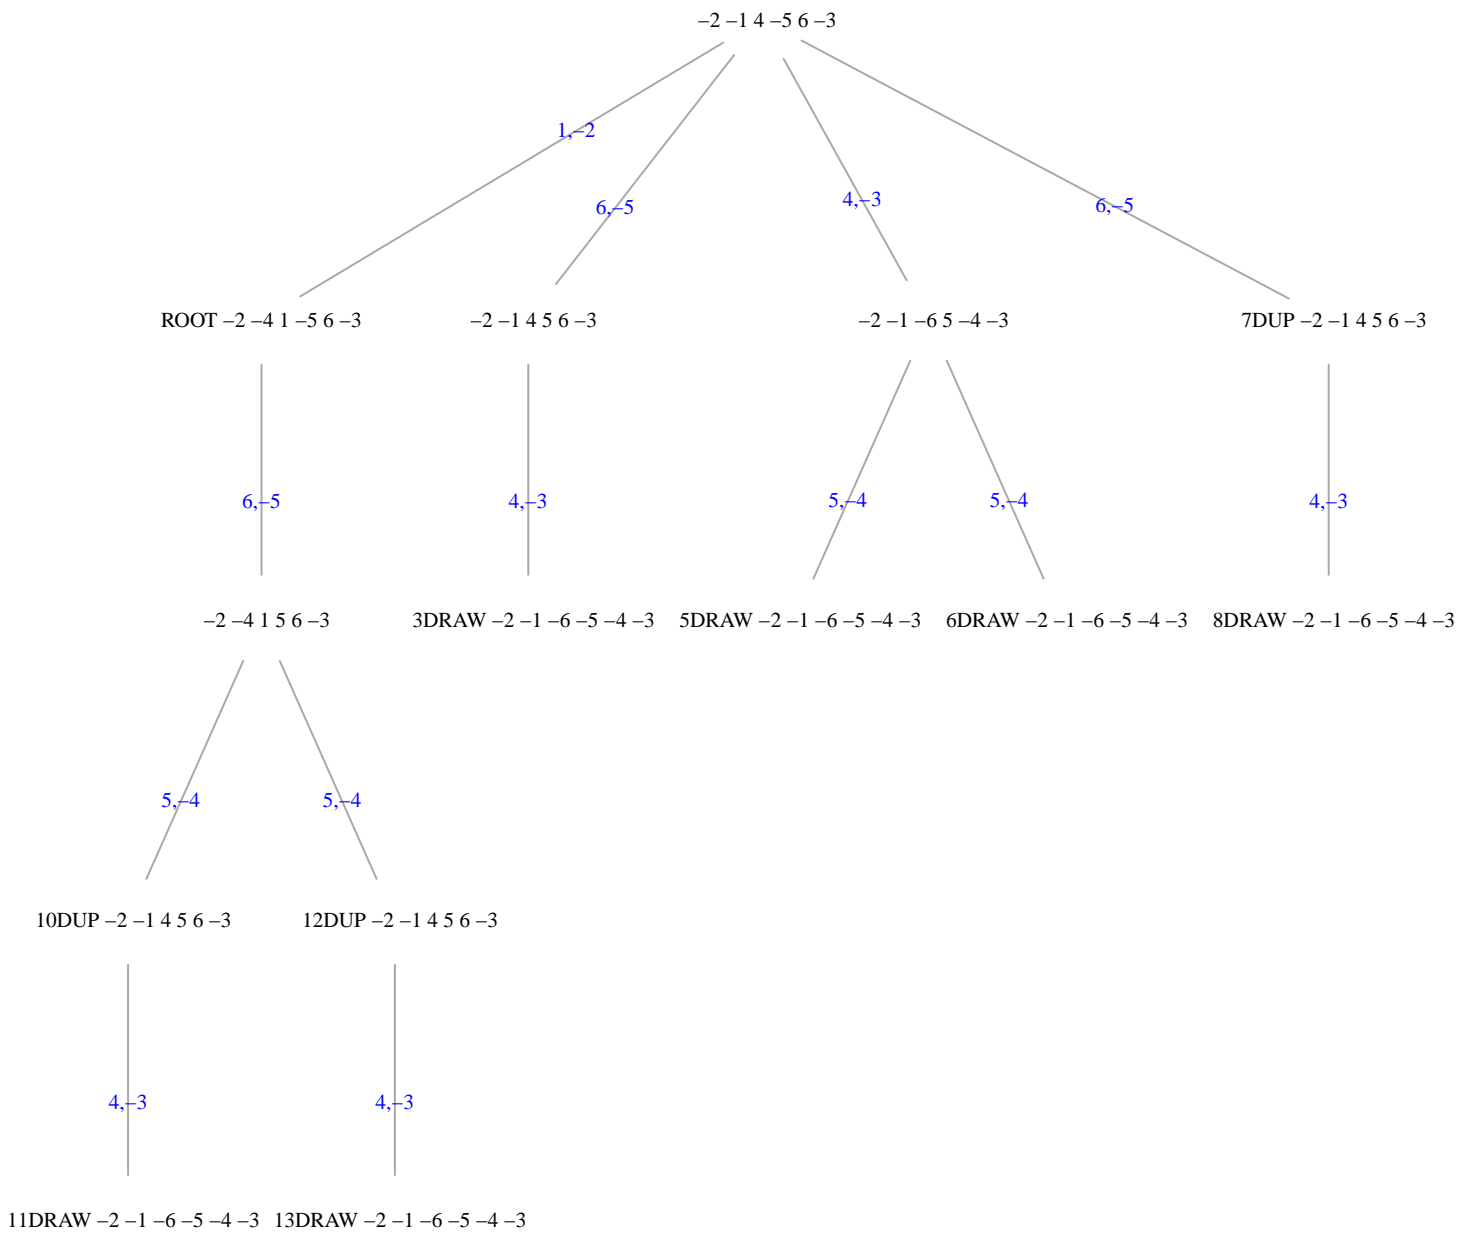 –2 –1 4 –5 6 –3
1,–2
4,–3
6,–5
6,–5
ROOT –2 –4 1 –5 6 –3
–2 –1 4 5 6 –3
–2 –1 –6 5 –4 –3
7DUP –2 –1 4 5 6 –3
6,–5
4,–3
5,–4
5,–4
4,–3
–2 –4 1 5 6 –3
3DRAW –2 –1 –6 –5 –4 –3
5DRAW –2 –1 –6 –5 –4 –3
6DRAW –2 –1 –6 –5 –4 –3
8DRAW –2 –1 –6 –5 –4 –3
5,–4
5,–4
10DUP –2 –1 4 5 6 –3
12DUP –2 –1 4 5 6 –3
4,–3
4,–3
11DRAW –2 –1 –6 –5 –4 –3
13DRAW –2 –1 –6 –5 –4 –3